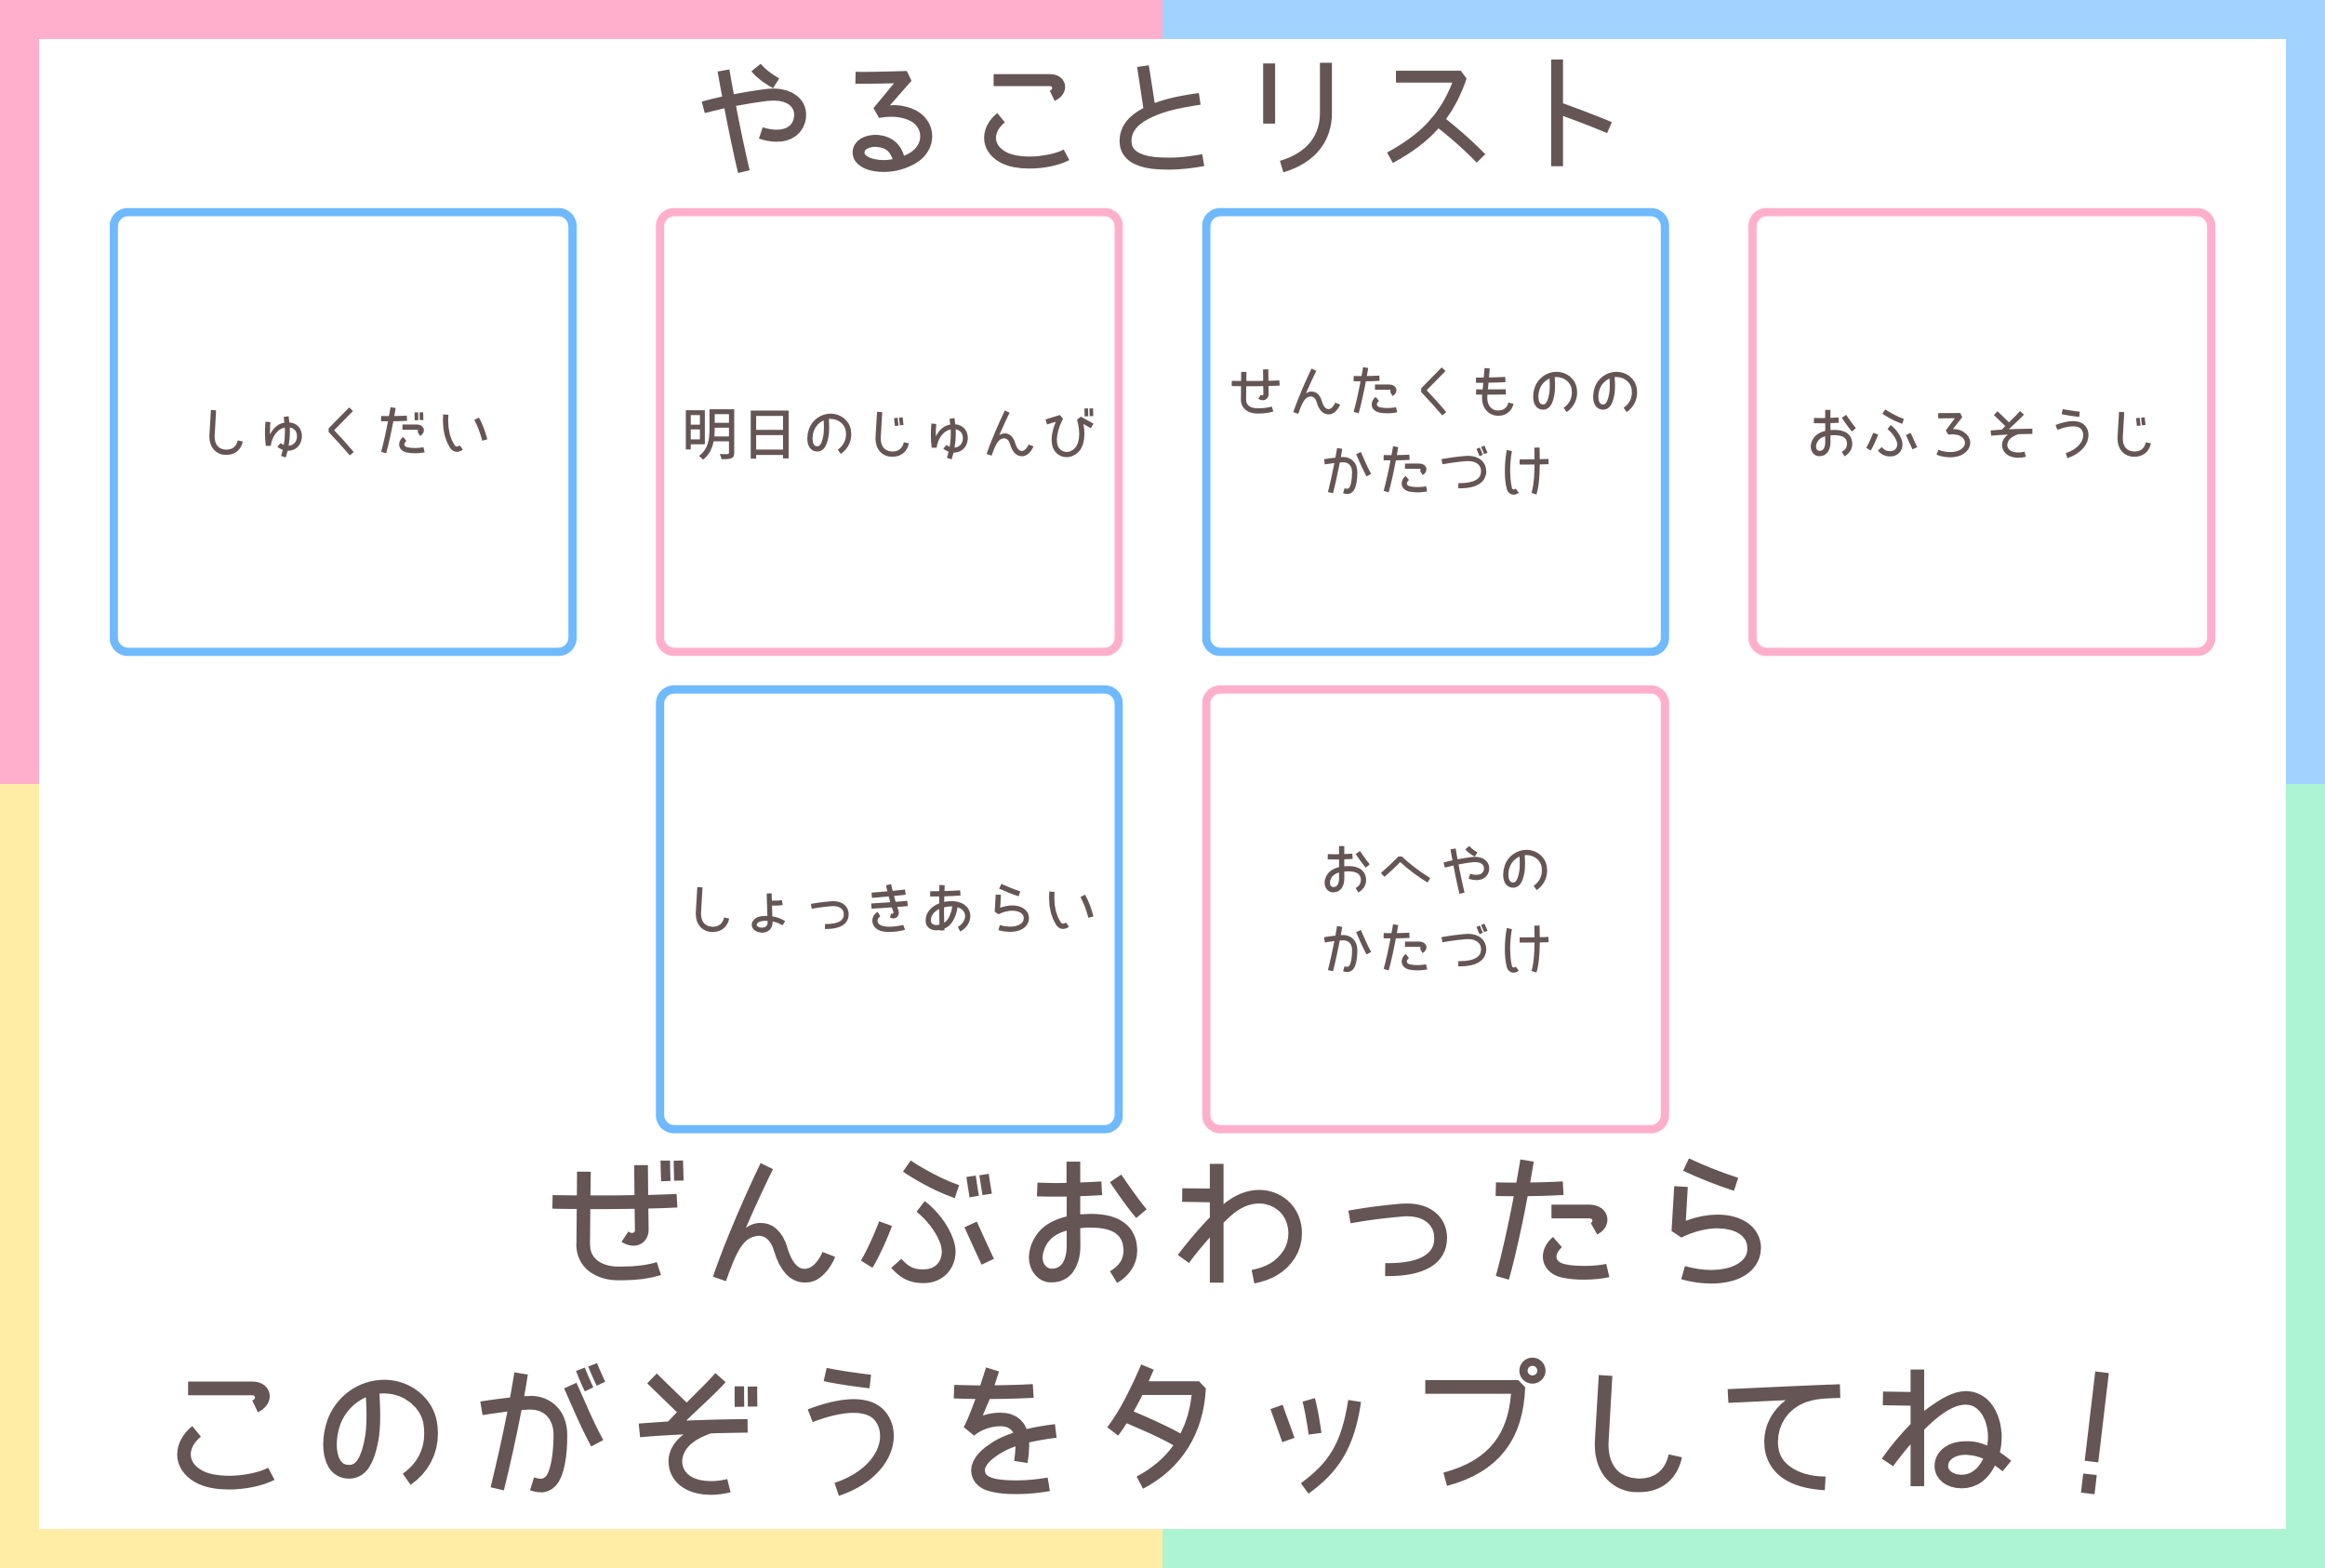 やることリスト
しゅくだい
明日のじゅんび
せんたくもの
かたづけ
おふろそうじ
しょっきあらい
おへやの
かたづけ
ぜんぶおわったら
このがぞうをタップしてね！